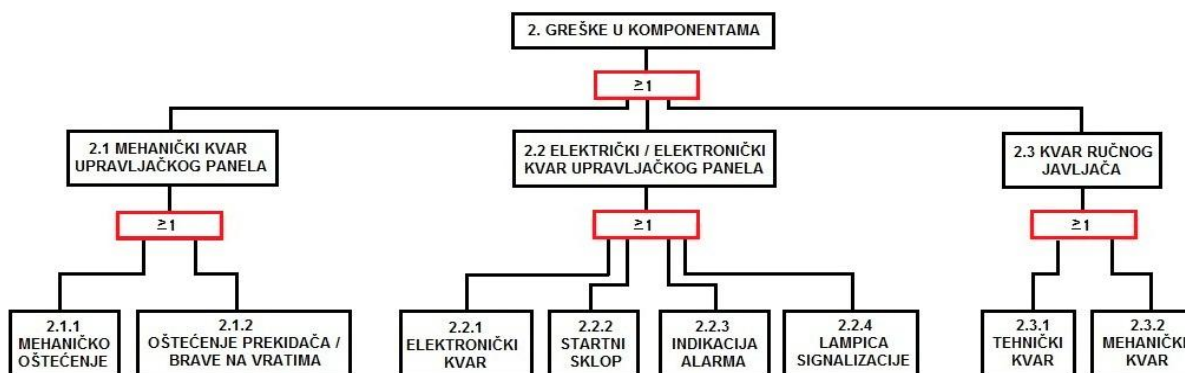 2. GREŠKE U KOMPONENTAMA
≥1
2.1 MEHANIČKI KVAR
UPRAVLJAČKOG PANELA
2.2 ELEKTRIČKI / ELEKTRONIČKI
KVAR UPRAVLJAČKOG PANELA
2.3 KVAR RUČNOG
JAVLJAČA
≥1
≥1
≥1
2.1.1
MEHANIČKO
OŠTEĆENJE
2.1.2
OŠTEĆENJE PREKIDAČA /
BRAVE NA VRATIMA
2.2.1
ELEKTRONIČKI
KVAR
2.2.2
STARTNI
SKLOP
2.2.3
INDIKACIJA
ALARMA
2.2.4
LAMPICA
SIGNALIZACIJE
2.3.1
TEHNIČKI
KVAR
2.3.2
MEHANIČKI
KVAR